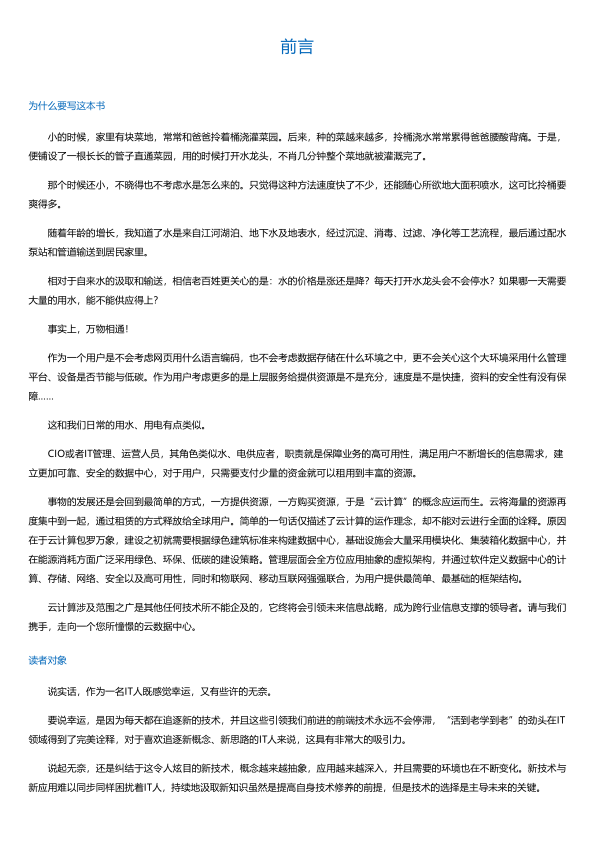 前言
为什么要写这本书
小的时候，家里有块菜地，常常和爸爸拎着桶浇灌菜园。后来，种的菜越来越多，拎桶浇水常常累得爸爸腰酸背痛。于是，
便铺设了一根长长的管子直通菜园，用的时候打开水龙头，不肖几分钟整个菜地就被灌溉完了。
那个时候还小，不晓得也不考虑水是怎么来的。只觉得这种方法速度快了不少，还能随心所欲地大面积喷水，这可比拎桶要
爽得多。
随着年龄的增长，我知道了水是来自江河湖泊、地下水及地表水，经过沉淀、消毒、过滤、净化等工艺流程，最后通过配水
泵站和管道输送到居民家里。
相对于自来水的汲取和输送，相信老百姓更关心的是：水的价格是涨还是降？每天打开水龙头会不会停水？如果哪一天需要
大量的用水，能不能供应得上？
事实上，万物相通！
作为一个用户是不会考虑网页用什么语言编码，也不会考虑数据存储在什么环境之中，更不会关心这个大环境采用什么管理
平台、设备是否节能与低碳。作为用户考虑更多的是上层服务给提供资源是不是充分，速度是不是快捷，资料的安全性有没有保
障……
这和我们日常的用水、用电有点类似。
CIO或者IT管理、运营人员，其角色类似水、电供应者，职责就是保障业务的高可用性，满足用户不断增长的信息需求，建
立更加可靠、安全的数据中心，对于用户，只需要支付少量的资金就可以租用到丰富的资源。
事物的发展还是会回到最简单的方式，一方提供资源，一方购买资源，于是“云计算”的概念应运而生。云将海量的资源再
度集中到一起，通过租赁的方式释放给全球用户。简单的一句话仅描述了云计算的运作理念，却不能对云进行全面的诠释。原因
在于云计算包罗万象，建设之初就需要根据绿色建筑标准来构建数据中心，基础设施会大量采用模块化、集装箱化数据中心，并
在能源消耗方面广泛采用绿色、环保、低碳的建设策略。管理层面会全方位应用抽象的虚拟架构，并通过软件定义数据中心的计
算、存储、网络、安全以及高可用性，同时和物联网、移动互联网强强联合，为用户提供最简单、最基础的框架结构。
云计算涉及范围之广是其他任何技术所不能企及的，它终将会引领未来信息战略，成为跨行业信息支撑的领导者。请与我们
携手，走向一个您所憧憬的云数据中心。
读者对象
说实话，作为一名IT人既感觉幸运，又有些许的无奈。
要说幸运，是因为每天都在追逐新的技术，并且这些引领我们前进的前端技术永远不会停滞，“活到老学到老”的劲头在IT
领域得到了完美诠释，对于喜欢追逐新概念、新思路的IT人来说，这具有非常大的吸引力。
说起无奈，还是纠结于这令人炫目的新技术，概念越来越抽象，应用越来越深入，并且需要的环境也在不断变化。新技术与
新应用难以同步同样困扰着IT人，持续地汲取新知识虽然是提高自身技术修养的前提，但是技术的选择是主导未来的关键。